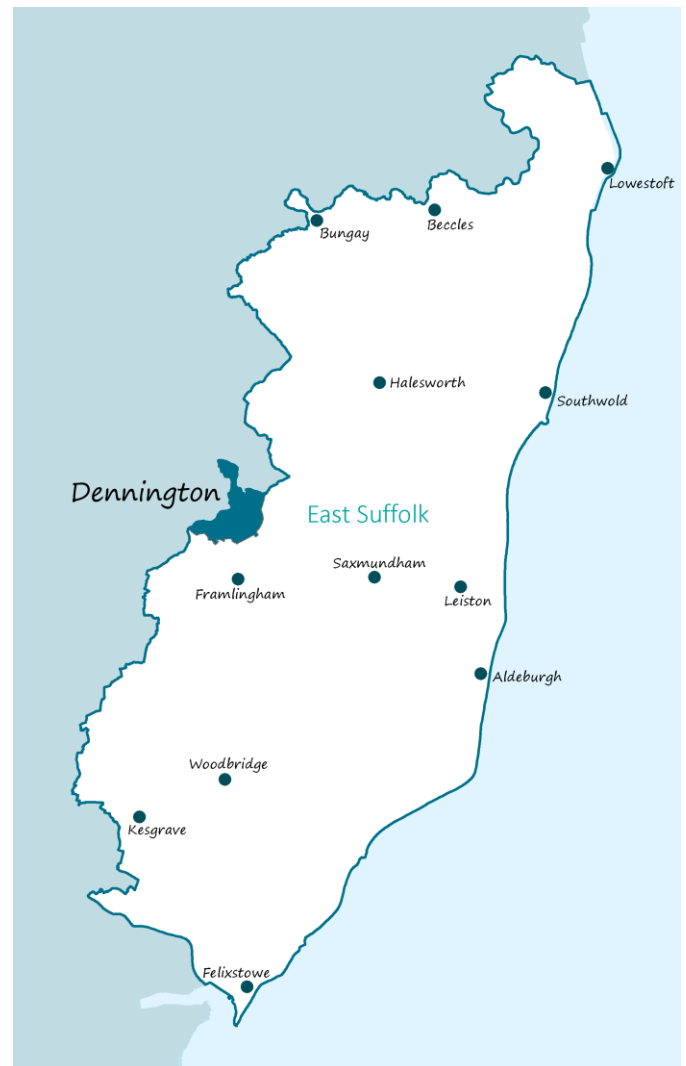 Lowestoft
Beccles
Bungay
Halesworth
Southwold
Dennington
East Suffolk
Saxmundham
Framlingham
Leiston
Aldeburgh
Woodbridge
Kesgrave
Felixstowe